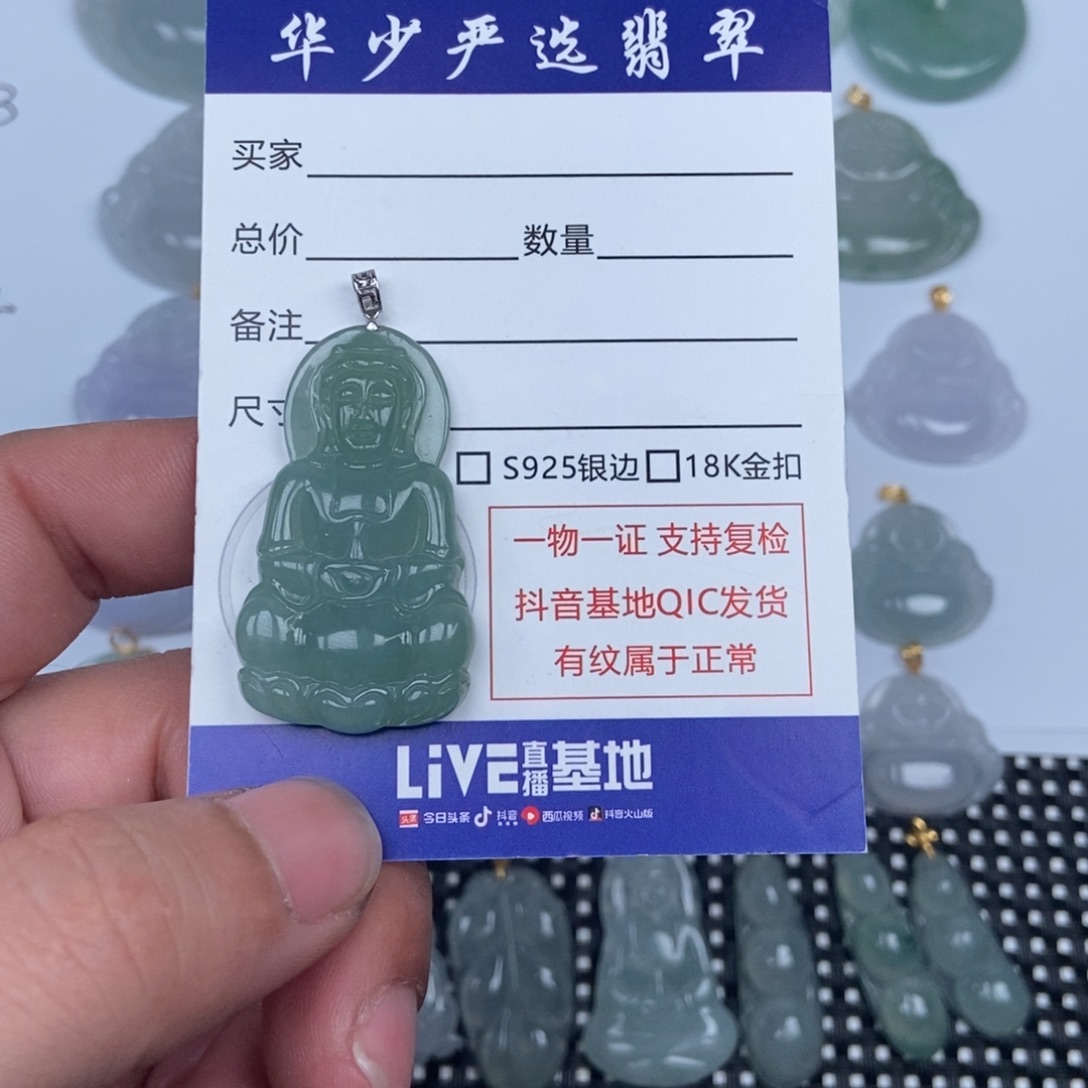 华少严选翡翠
买家
总价 数量
备注
尺寸
S925银边 18K金扣
一物一证 支持复检
抖音基地QIC发货
有纹属于正常
LiVE直播基地
头条 今日头条 抖音 西瓜视频 抖音火山版